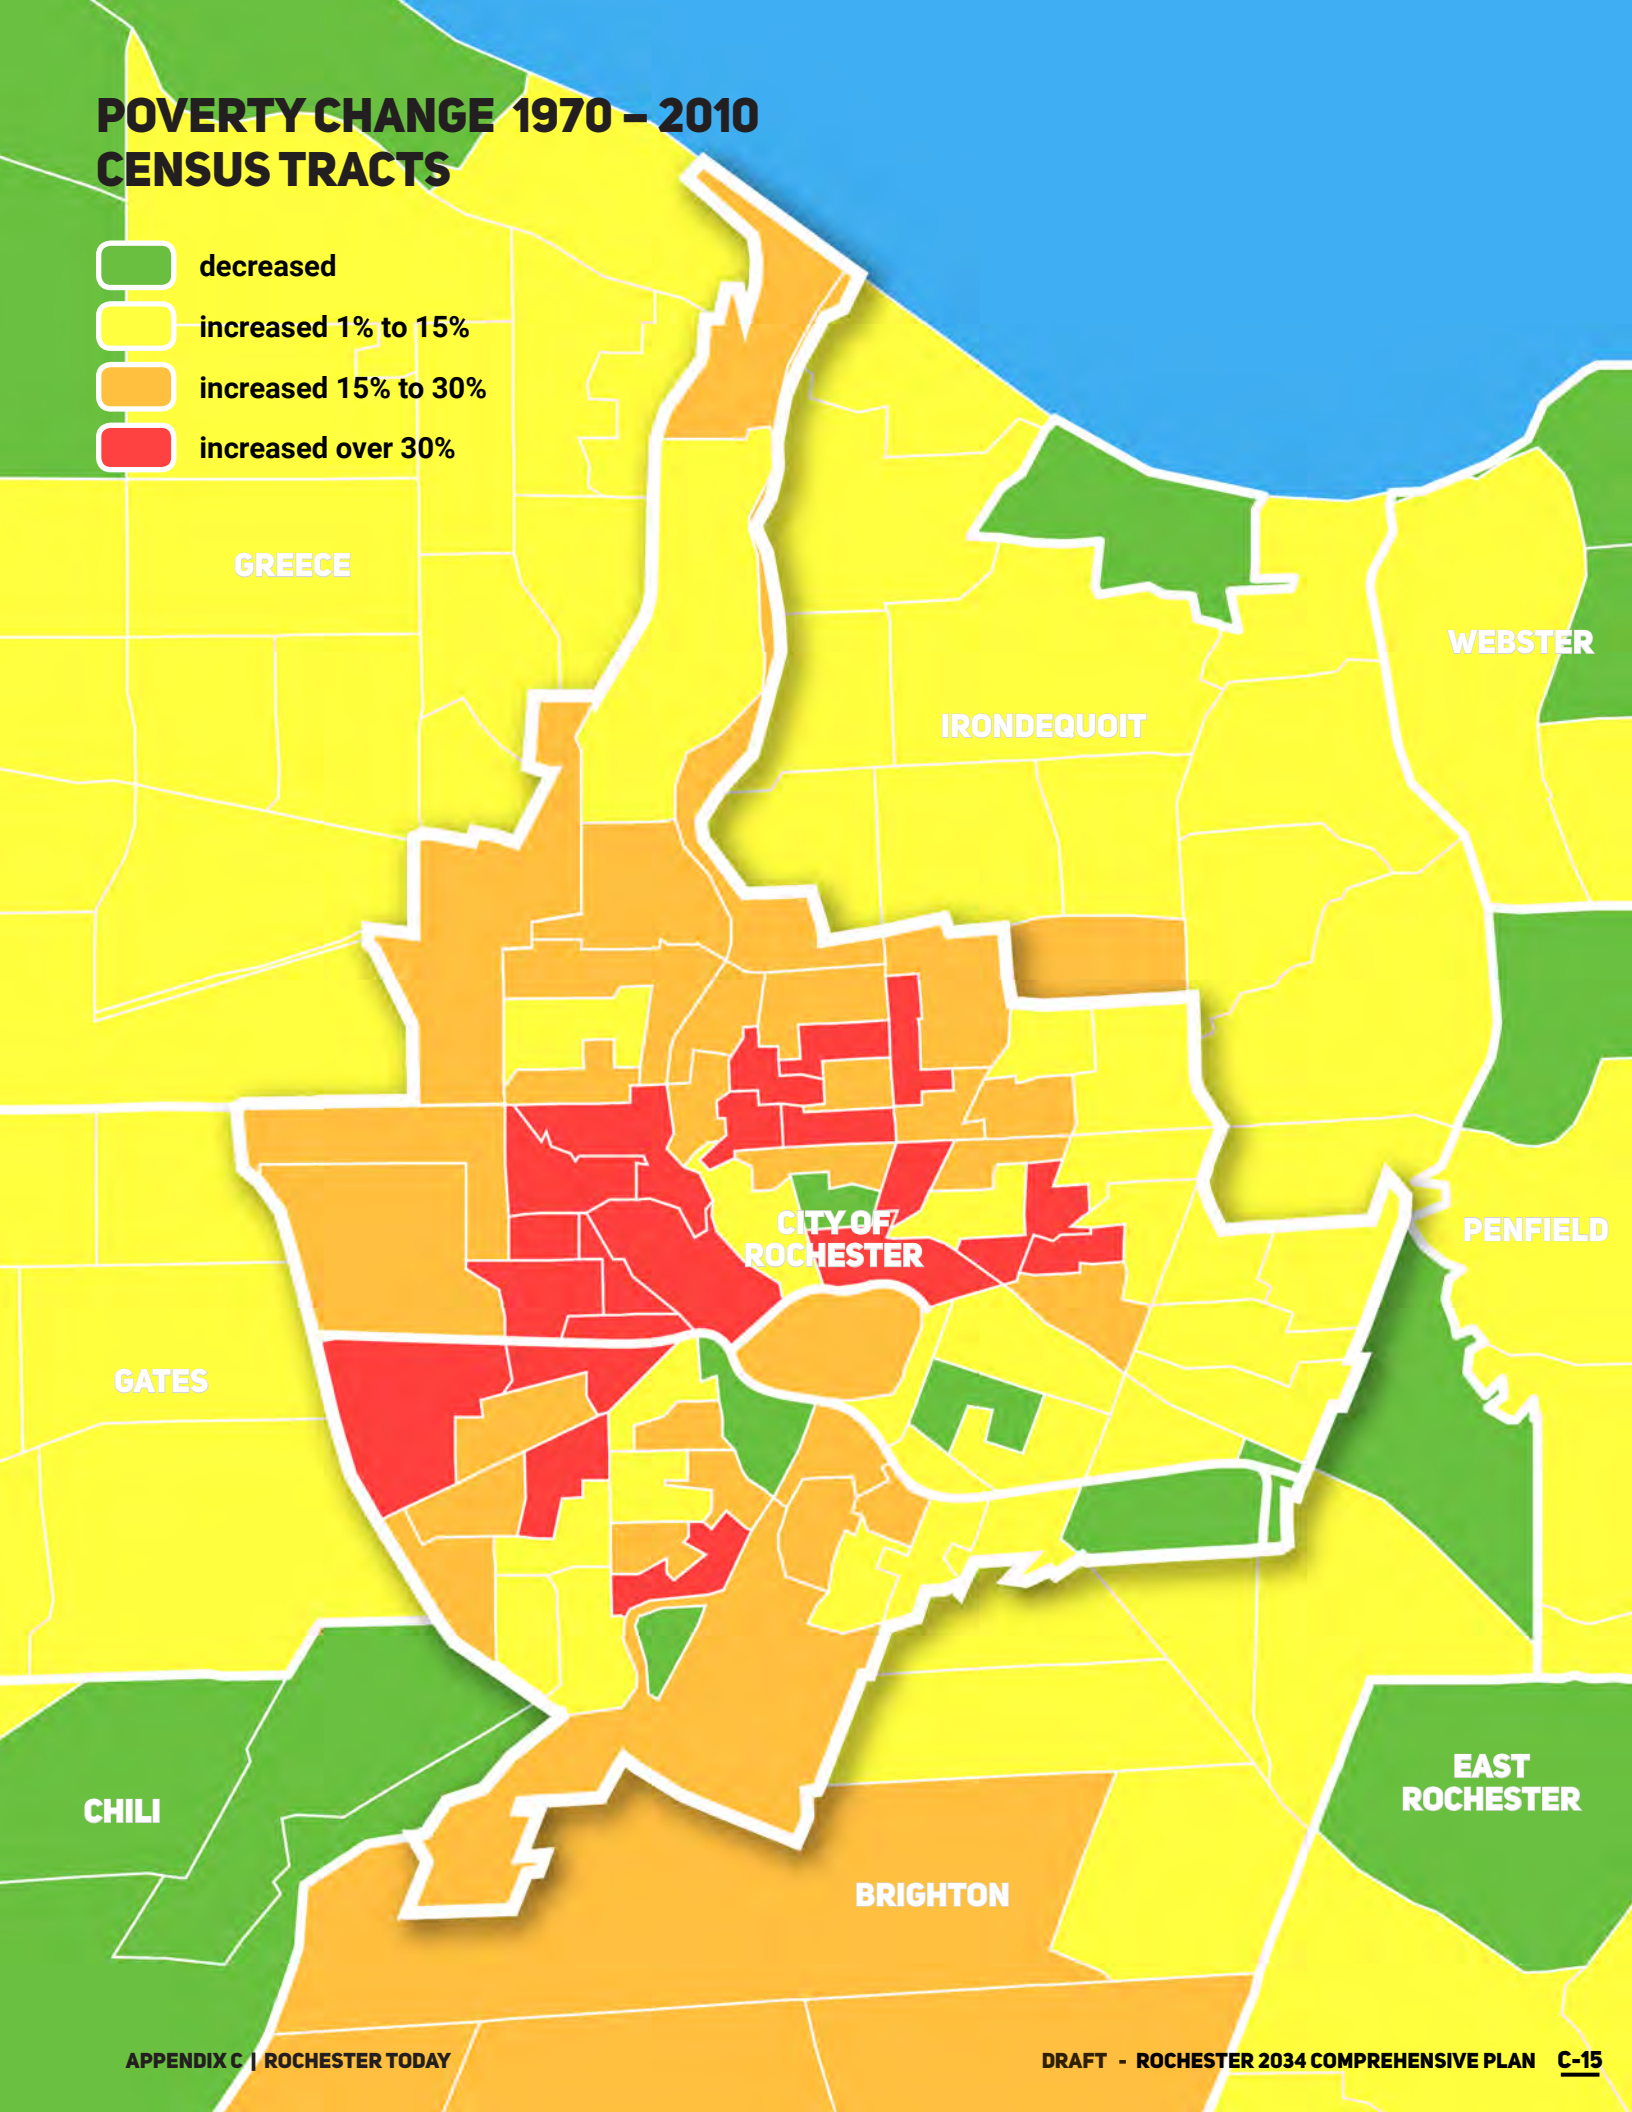 POVERTY CHANGE 1970 – 2010
CENSUS TRACTS
decreased
increased 1% to 15%
increased 15% to 30%
increased over 30%
GREECE
WEBSTER
IRONDEQUOIT
CITY OF
ROCHESTER
PENFIELD
GATES
EAST
ROCHESTER
CHILI
BRIGHTON
APPENDIX C | ROCHESTER TODAY
DRAFT - ROCHESTER 2034 COMPREHENSIVE PLAN C-15